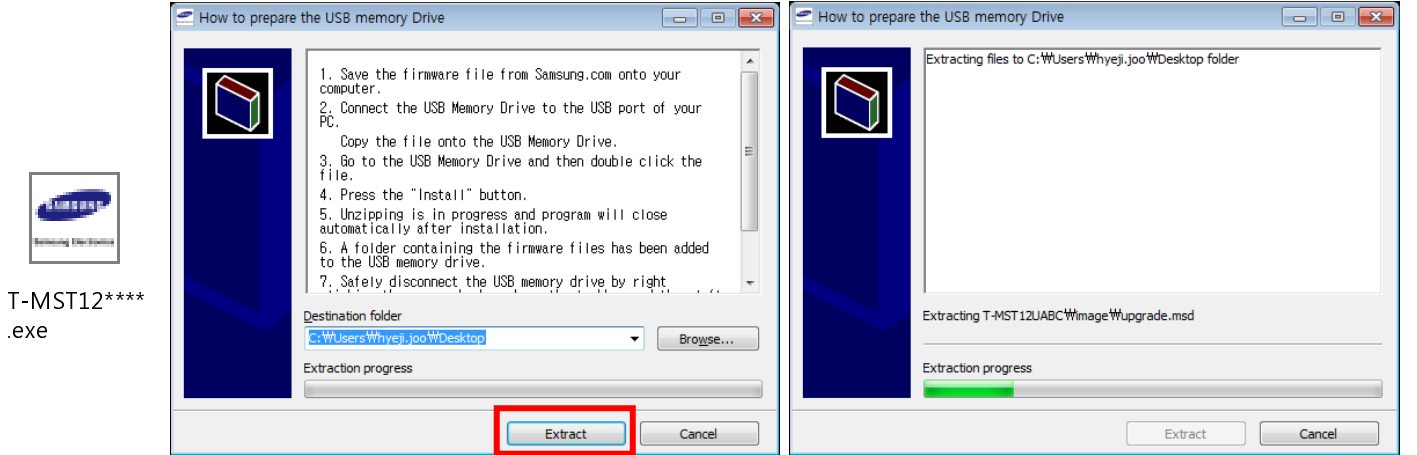 SAMSUNG
Samsung Electronics
T-MST12****
.exe
How to prepare the USB memory Drive
1. Save the firmware file from Samsung.com onto your
computer.
2. Connect the USB Memory Drive to the USB port of your
PC.
Copy the file onto the USB Memory Drive.
3. Go to the USB Memory Drive and then double click the
file.
4. Press the "Install" button.
5. Unzipping is in progress and program will close
automatically after installation.
6. A folder containing the firmware files has been added
to the USB memory drive.
7. Safely disconnect the USB memory drive by right
Destination folder
C:₩Users₩hyeji.joo₩Desktop
Browse...
Extraction progress
Extract
Cancel
How to prepare the USB memory Drive
Extracting files to C:₩Users₩hyeji.joo₩Desktop folder
Extracting T-MST12UABC₩image₩upgrade.msd
Extraction progress
Extract
Cancel